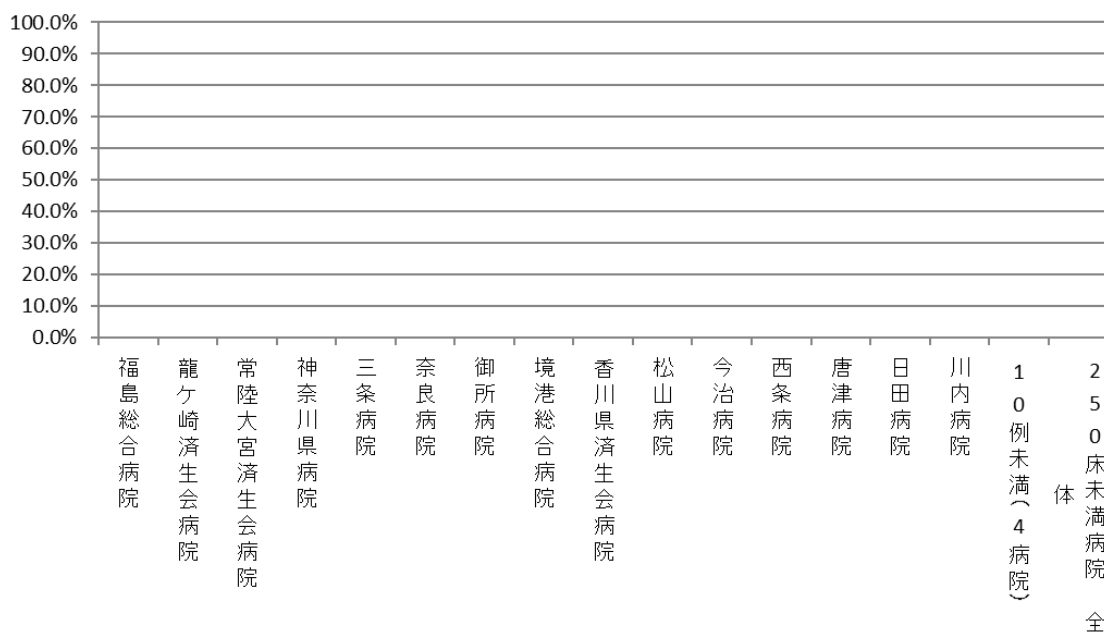 100.0%
90.0%
80.0%
70.0%
60.0%
50.0%
40.0%
30.0%
20.0%
10.0%
0.0%
福島総合病院
龍ケ崎済生会病院
常陸大宮済生会病院
神奈川県病院
三条病院
奈良病院
御所病院
境港総合病院
香川県済生会病院
松山病院
今治病院
西条病院
唐津病院
日田病院
川内病院
10例未満(4病院)
250床未満病院 全
体